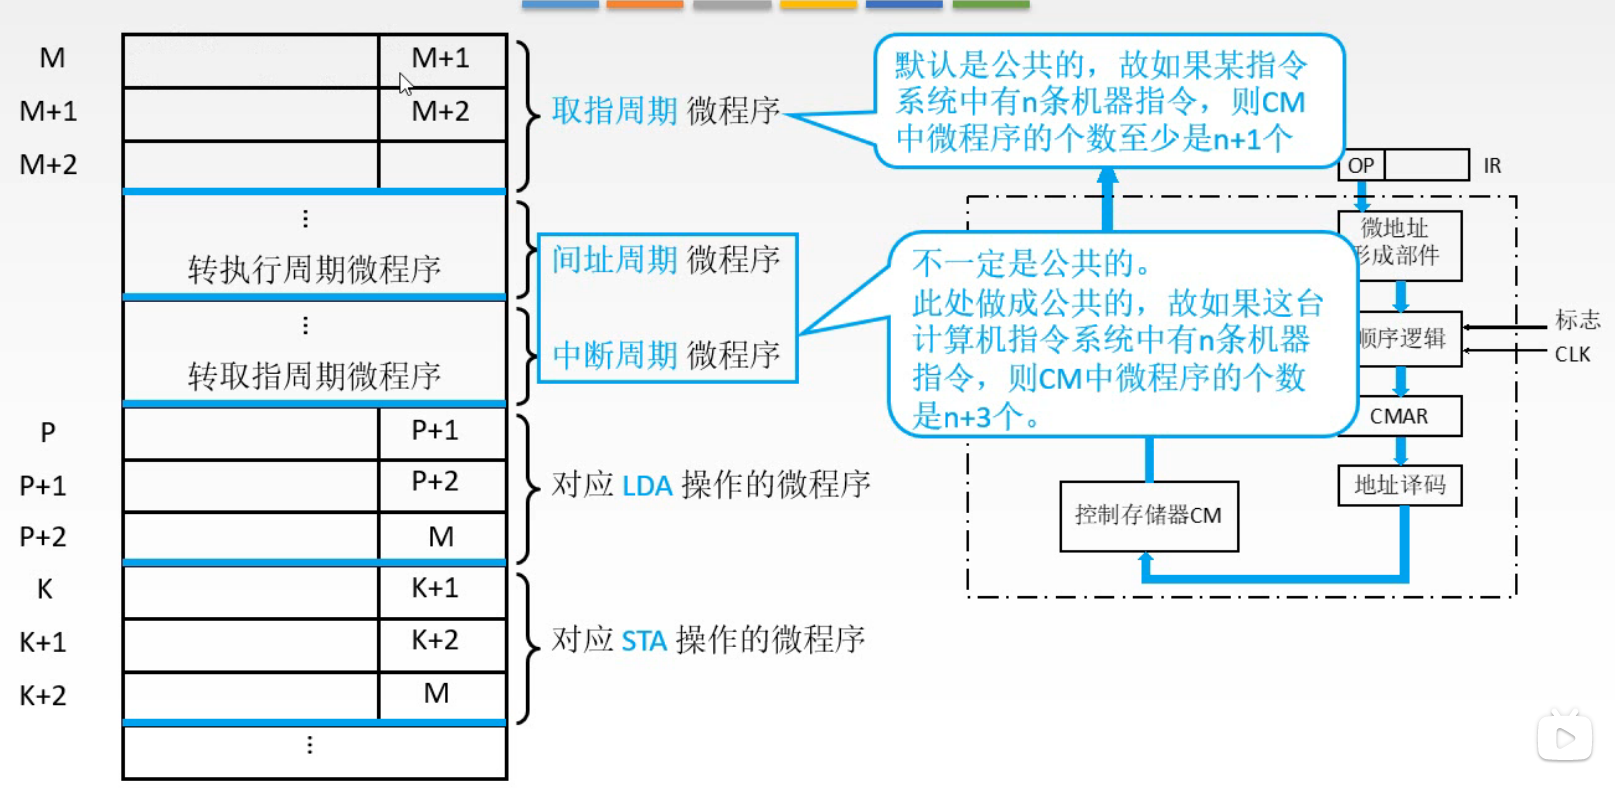 M
M+1
M+1
M+2
M+2
取指周期 微程序
默认是公共的，故如果某指令
系统中有n条机器指令，则CM
中微程序的个数至少是n+1个
⋮
转执行周期微程序
间址周期 微程序
⋮
转取指周期微程序
中断周期 微程序
不一定是公共的。
此处做成公共的，故如果这台
计算机指令系统中有n条机器
指令，则CM中微程序的个数
是n+3个。
P
P+1
P+1
P+2
P+2
M
对应 LDA 操作的微程序
K
K+1
K+1
K+2
K+2
M
对应 STA 操作的微程序
⋮
OP
IR
微地址
形成部件
顺序逻辑
标志
CLK
CMAR
地址译码
控制存储器CM